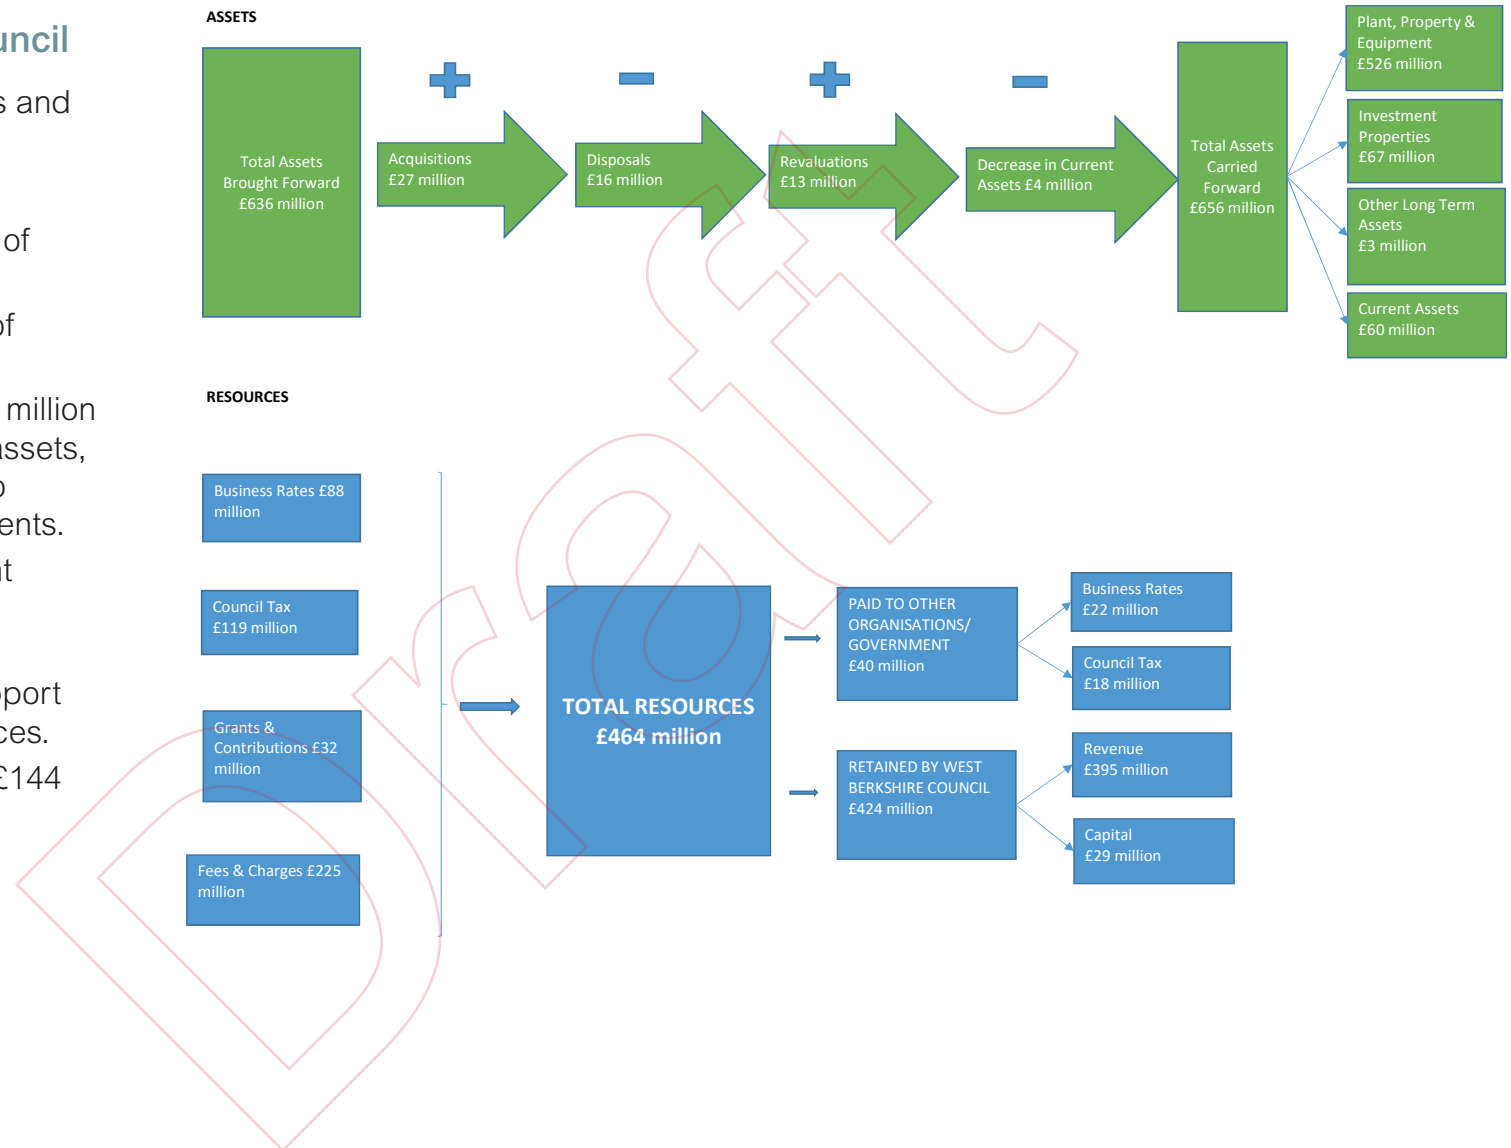 uncil
s and
of
of
million
assets,
o
ents.
nt
pport
ces.
£144
ASSETS
Total Assets
Brought Forward
£636 million
Acquisitions
£27 million
Disposals
£16 million
Revaluations
£13 million
Decrease in Current
Assets £4 million
Total Assets
Carried
Forward
£656 million
Plant, Property &
Equipment
£526 million
Investment
Properties
£67 million
Other Long Term
Assets
£3 million
Current Assets
£60 million
RESOURCES
Business Rates £88
million
Council Tax
£119 million
Grants &
Contributions £32
million
Fees & Charges £225
million
TOTAL RESOURCES
£464 million
PAID TO OTHER
ORGANISATIONS/
GOVERNMENT
£40 million
Business Rates
£22 million
Council Tax
£18 million
RETAINED BY WEST
BERKSHIRE COUNCIL
£424 million
Revenue
£395 million
Capital
£29 million
Draft